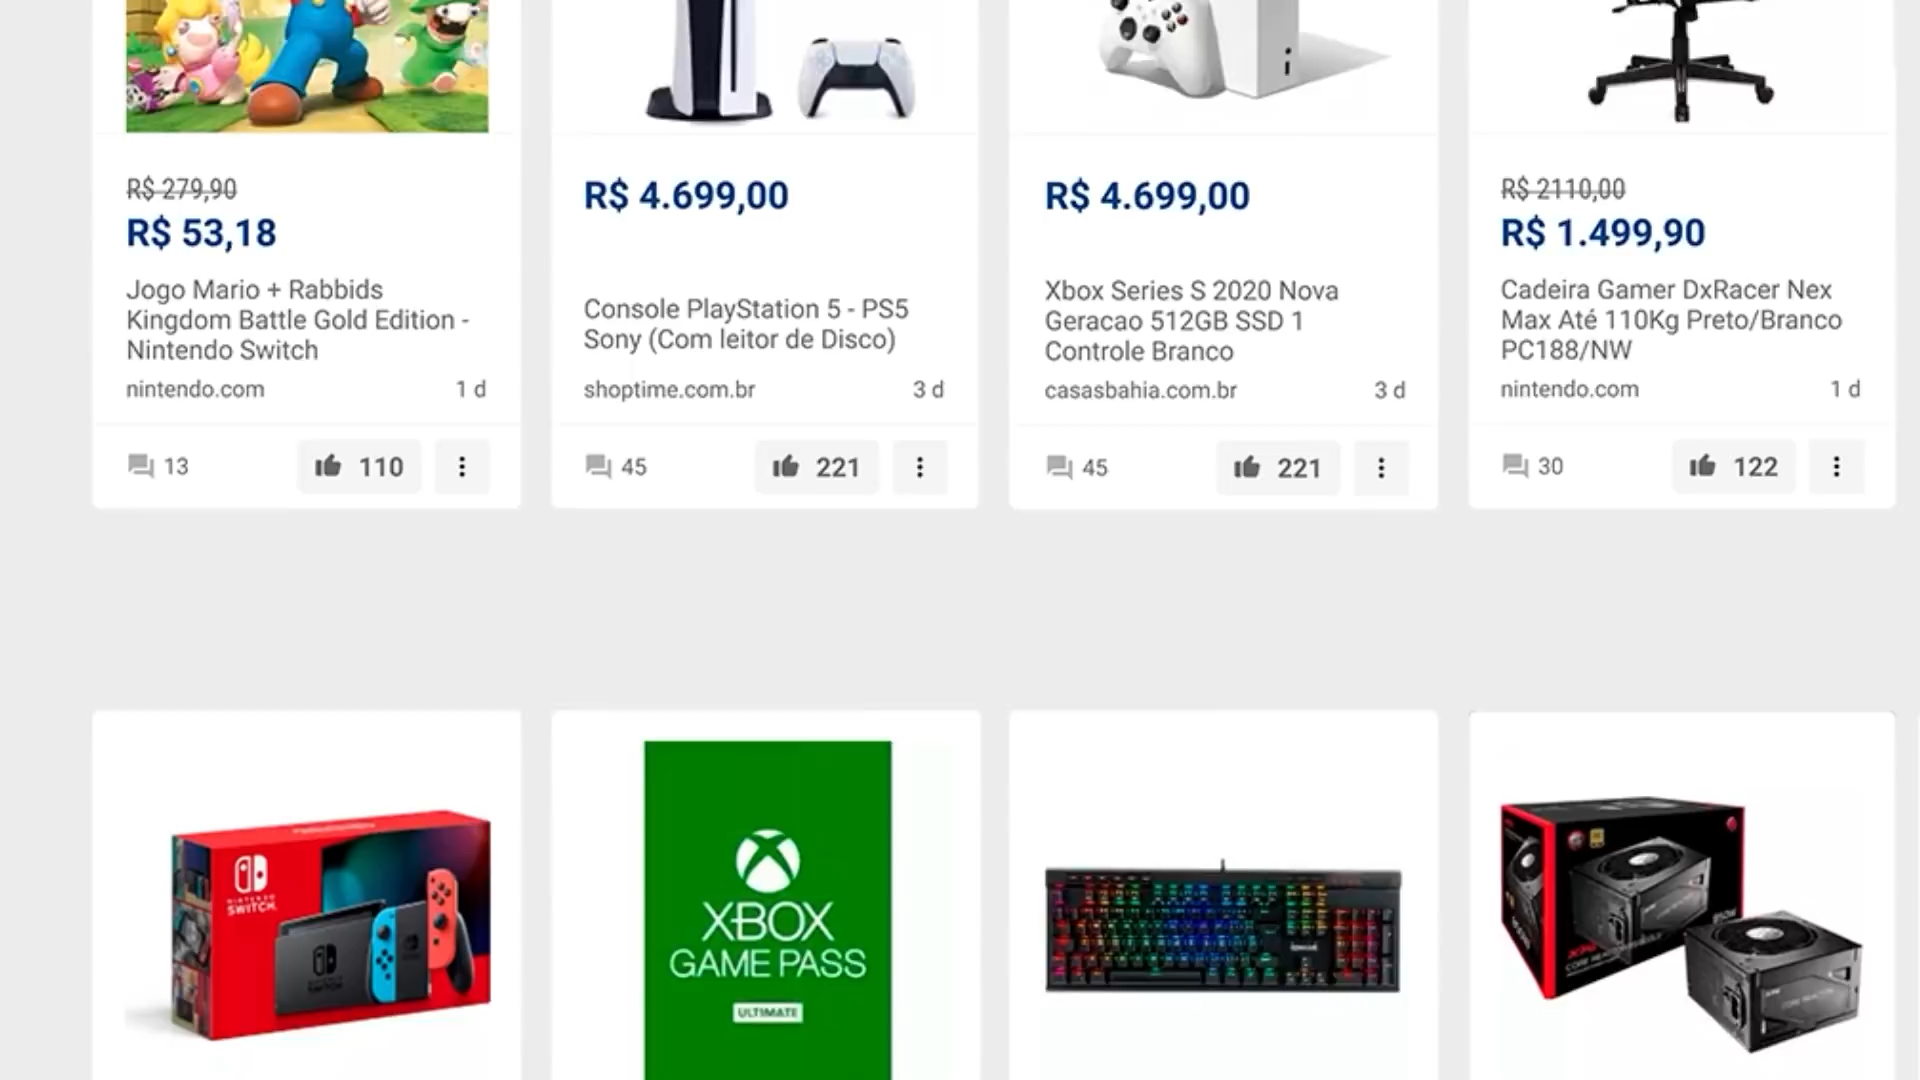 R$ 279,90
R$ 53,18
Jogo Mario + Rabbids
Kingdom Battle Gold Edition -
Nintendo Switch
nintendo.com 1 d
13 110
R$ 4.699,00
Console PlayStation 5 - PS5
Sony (Com leitor de Disco)
shoptime.com.br 3 d
45 221
R$ 4.699,00
Xbox Series S 2020 Nova
Geracao 512GB SSD 1
Controle Branco
casasbahia.com.br 3 d
45 221
R$ 2110,00
R$ 1.499,90
Cadeira Gamer DxRacer Nex
Max Até 110Kg Preto/Branco
PC188/NW
nintendo.com 1 d
30 122
NINTENDO
SWITCH
XBOX
GAME PASS
ULTIMATE